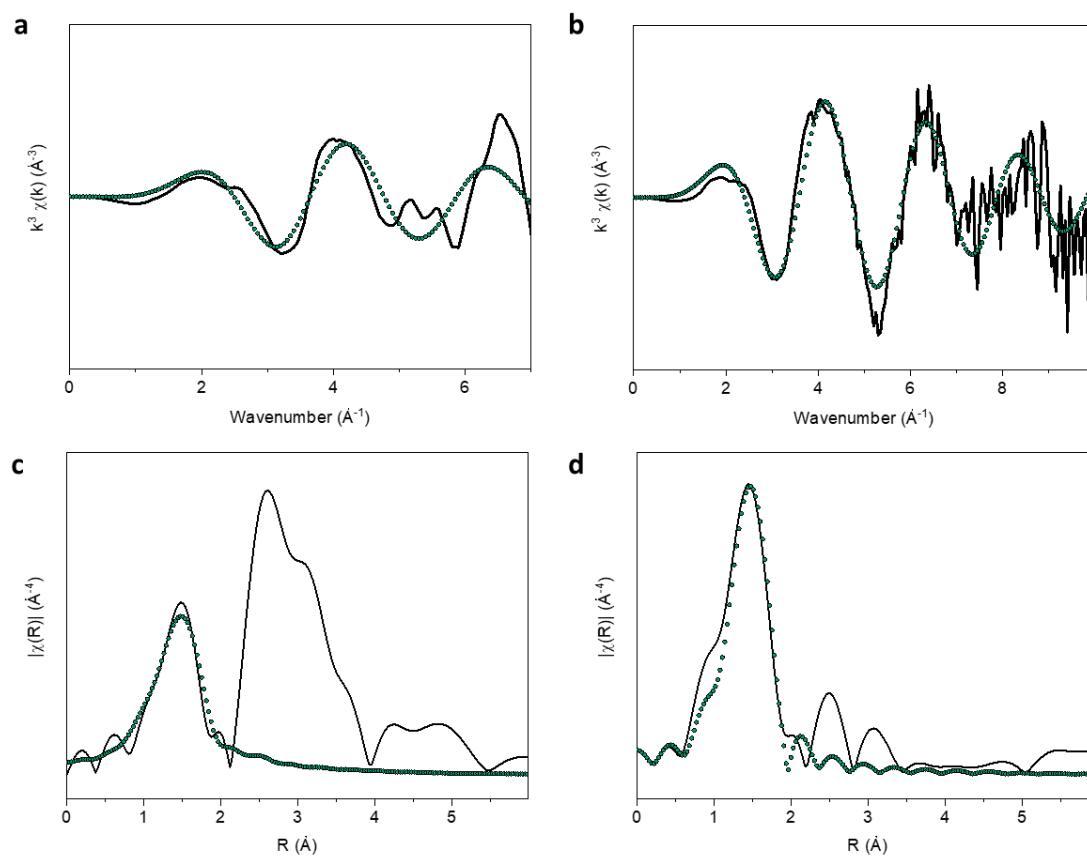 a
k³ χ(k) (Å⁻³)
0 2 4 6
Wavenumber (Å⁻¹)
b
k³ χ(k) (Å⁻³)
0 2 4 6 8
Wavenumber (Å⁻¹)
c
|χ(R)| (Å⁻⁴)
0 1 2 3 4 5
R (Å)
d
|χ(R)| (Å⁻⁴)
0 1 2 3 4 5
R (Å)